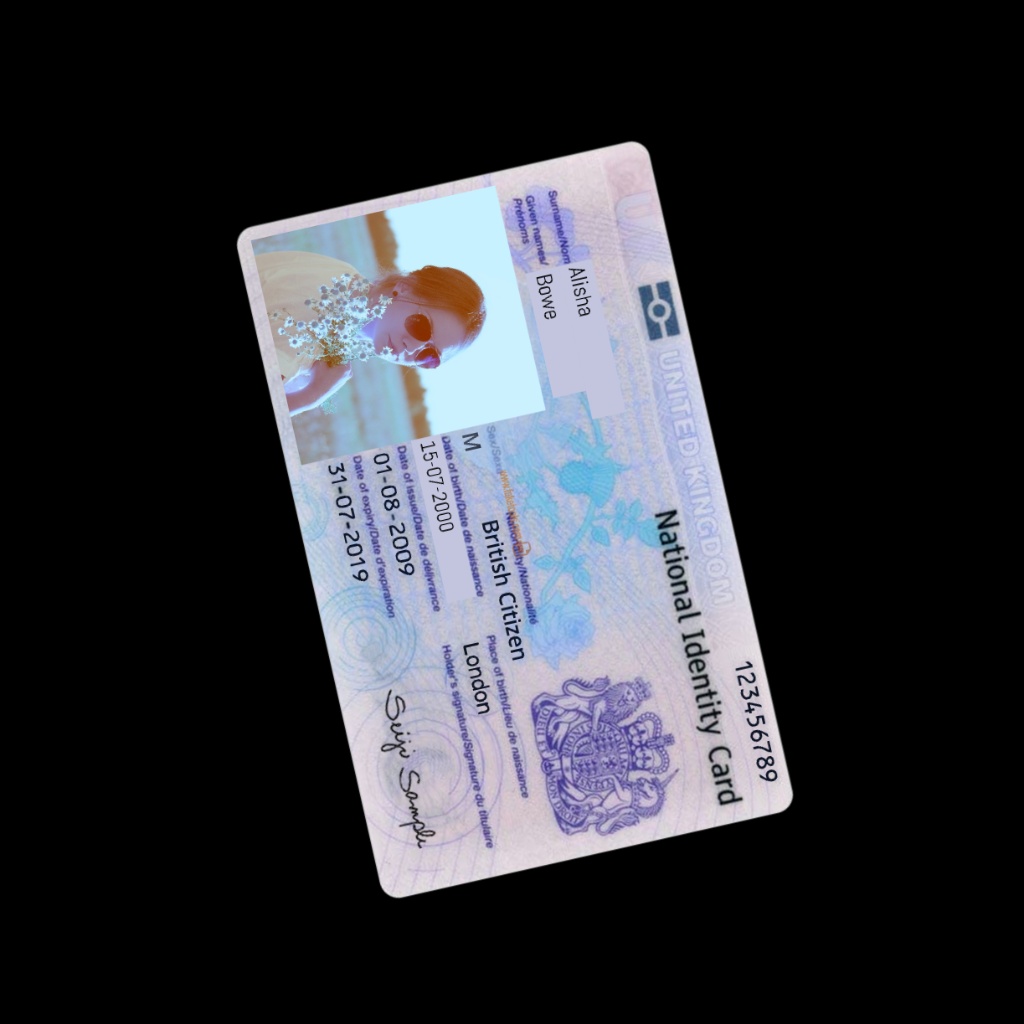 UNITED KINGDOM
National Identity Card
123456789
Surname/Nom
Alisha
Given names/
Prénoms
Bowe
Sex/Sexe
Nationality/Nationalité
M
British Citizen
Date of birth/Date de naissance
Place of birth/Lieu de naissance
15-07-2000
London
Date of issue/Date de délivrance
Holder's signature/Signature du titulaire
01-08-2009
Date of expiry/Date d'expiration
31-07-2019
Seiji Sample